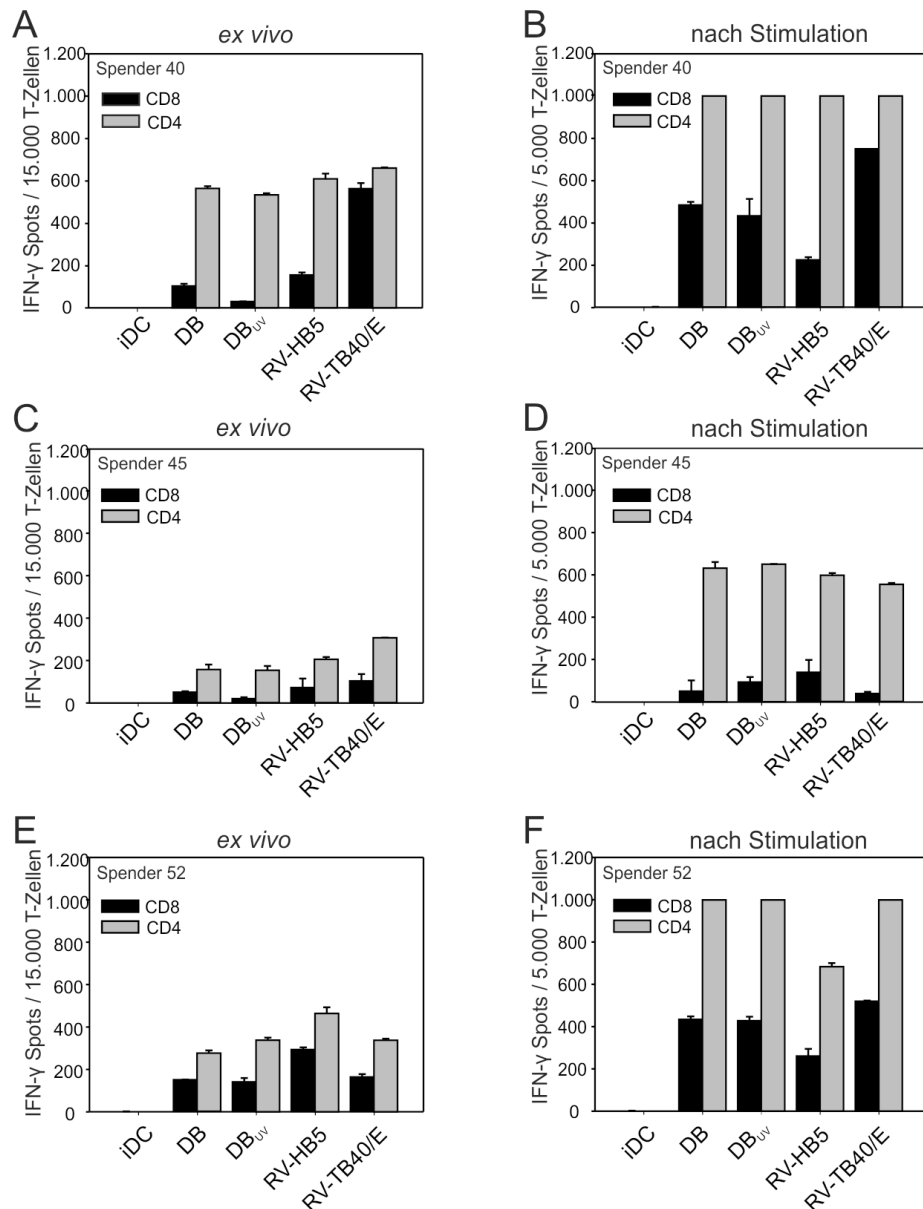 A
ex vivo
IFN-γ Spots / 15.000 T-Zellen
1.200
1.000
800
600
400
200
0
Spender 40
CD8
CD4
iDC
DB
DBUV
RV-HB5
RV-TB40/E
B
nach Stimulation
IFN-γ Spots / 5.000 T-Zellen
1.200
1.000
800
600
400
200
0
Spender 40
CD8
CD4
iDC
DB
DBUV
RV-HB5
RV-TB40/E
C
ex vivo
IFN-γ Spots / 15.000 T-Zellen
1.200
1.000
800
600
400
200
0
Spender 45
CD8
CD4
iDC
DB
DBUV
RV-HB5
RV-TB40/E
D
nach Stimulation
IFN-γ Spots / 5.000 T-Zellen
1.200
1.000
800
600
400
200
0
Spender 45
CD8
CD4
iDC
DB
DBUV
RV-HB5
RV-TB40/E
E
ex vivo
IFN-γ Spots / 15.000 T-Zellen
1.200
1.000
800
600
400
200
0
Spender 52
CD8
CD4
iDC
DB
DBUV
RV-HB5
RV-TB40/E
F
nach Stimulation
IFN-γ Spots / 5.000 T-Zellen
1.200
1.000
800
600
400
200
0
Spender 52
CD8
CD4
iDC
DB
DBUV
RV-HB5
RV-TB40/E